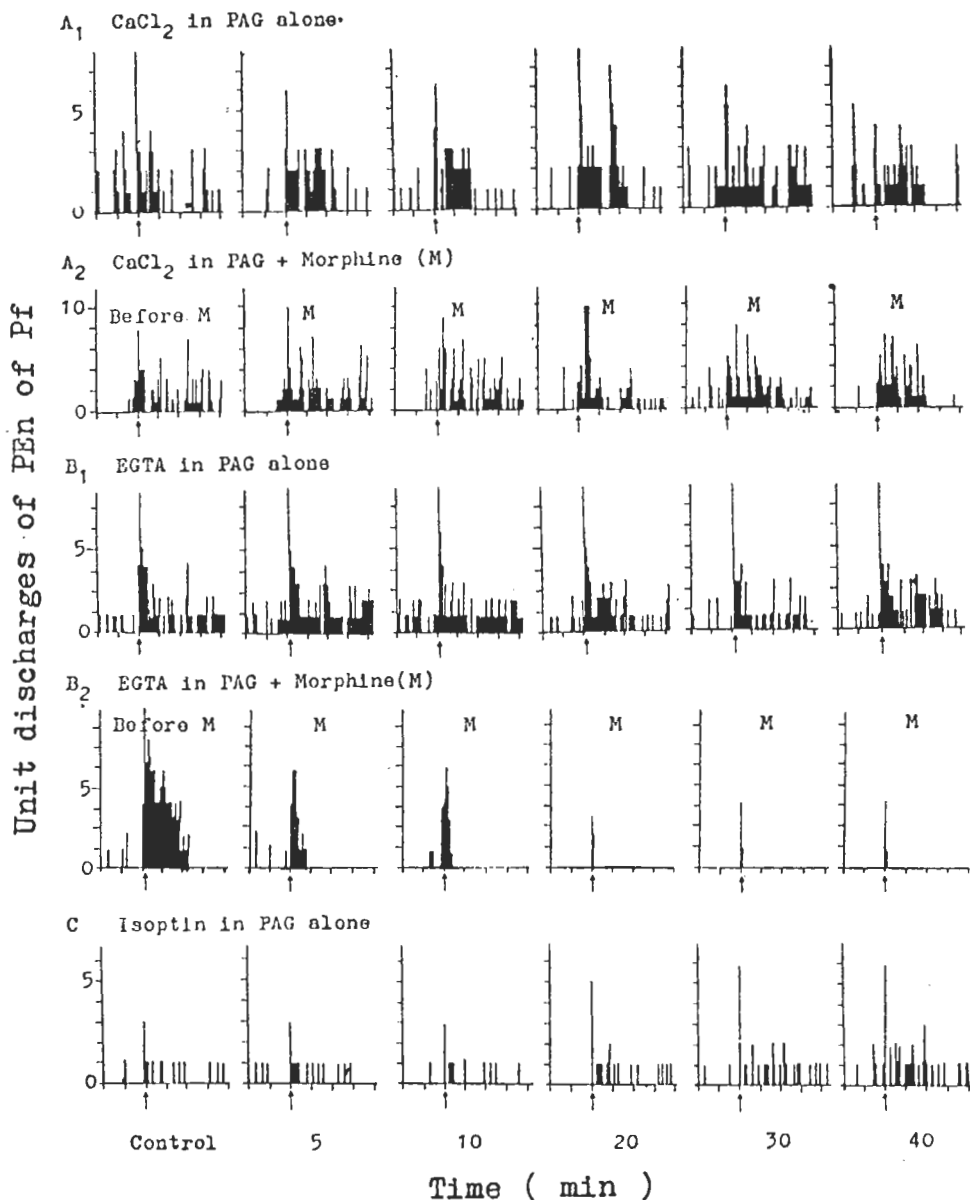 A1 CaCl2 in PAG alone
5
0
A2 CaCl2 in PAG + Morphine (M)
10
5
0
Before M
M
M
M
M
M
B1 EGTA in PAG alone
5
0
B2 EGTA in PAG + Morphine(M)
5
0
Before M
M
M
M
M
M
C Isoptin in PAG alone
5
0
Control
5
10
20
30
40
Time ( min )
Unit discharges of PEn of Pf